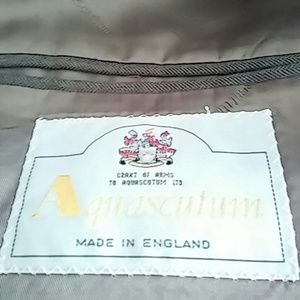 GRANT OF ARMS
TO AQUASCUTUM LTD
Aquascutum
MADE IN ENGLAND